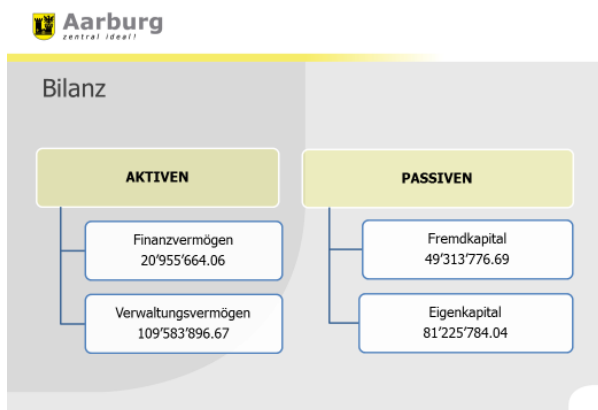 Aarburg
zentral ideal!
Bilanz
AKTIVEN
Finanzvermögen
20’955’664.06
Verwaltungsvermögen
109’583’896.67
PASSIVEN
Fremdkapital
49’313’776.69
Eigenkapital
81’225’784.04